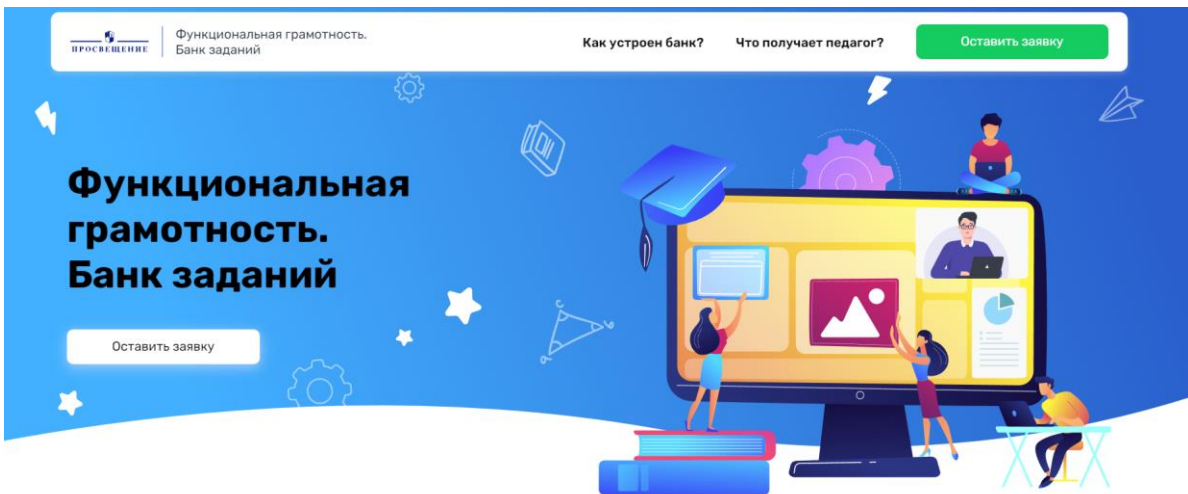 ПРОСВЕЩЕНИЕ
Функциональная грамотность.
Банк заданий
Как устроен банк?
Что получает педагог?
Оставить заявку
Функциональная
грамотность.
Банк заданий
Оставить заявку